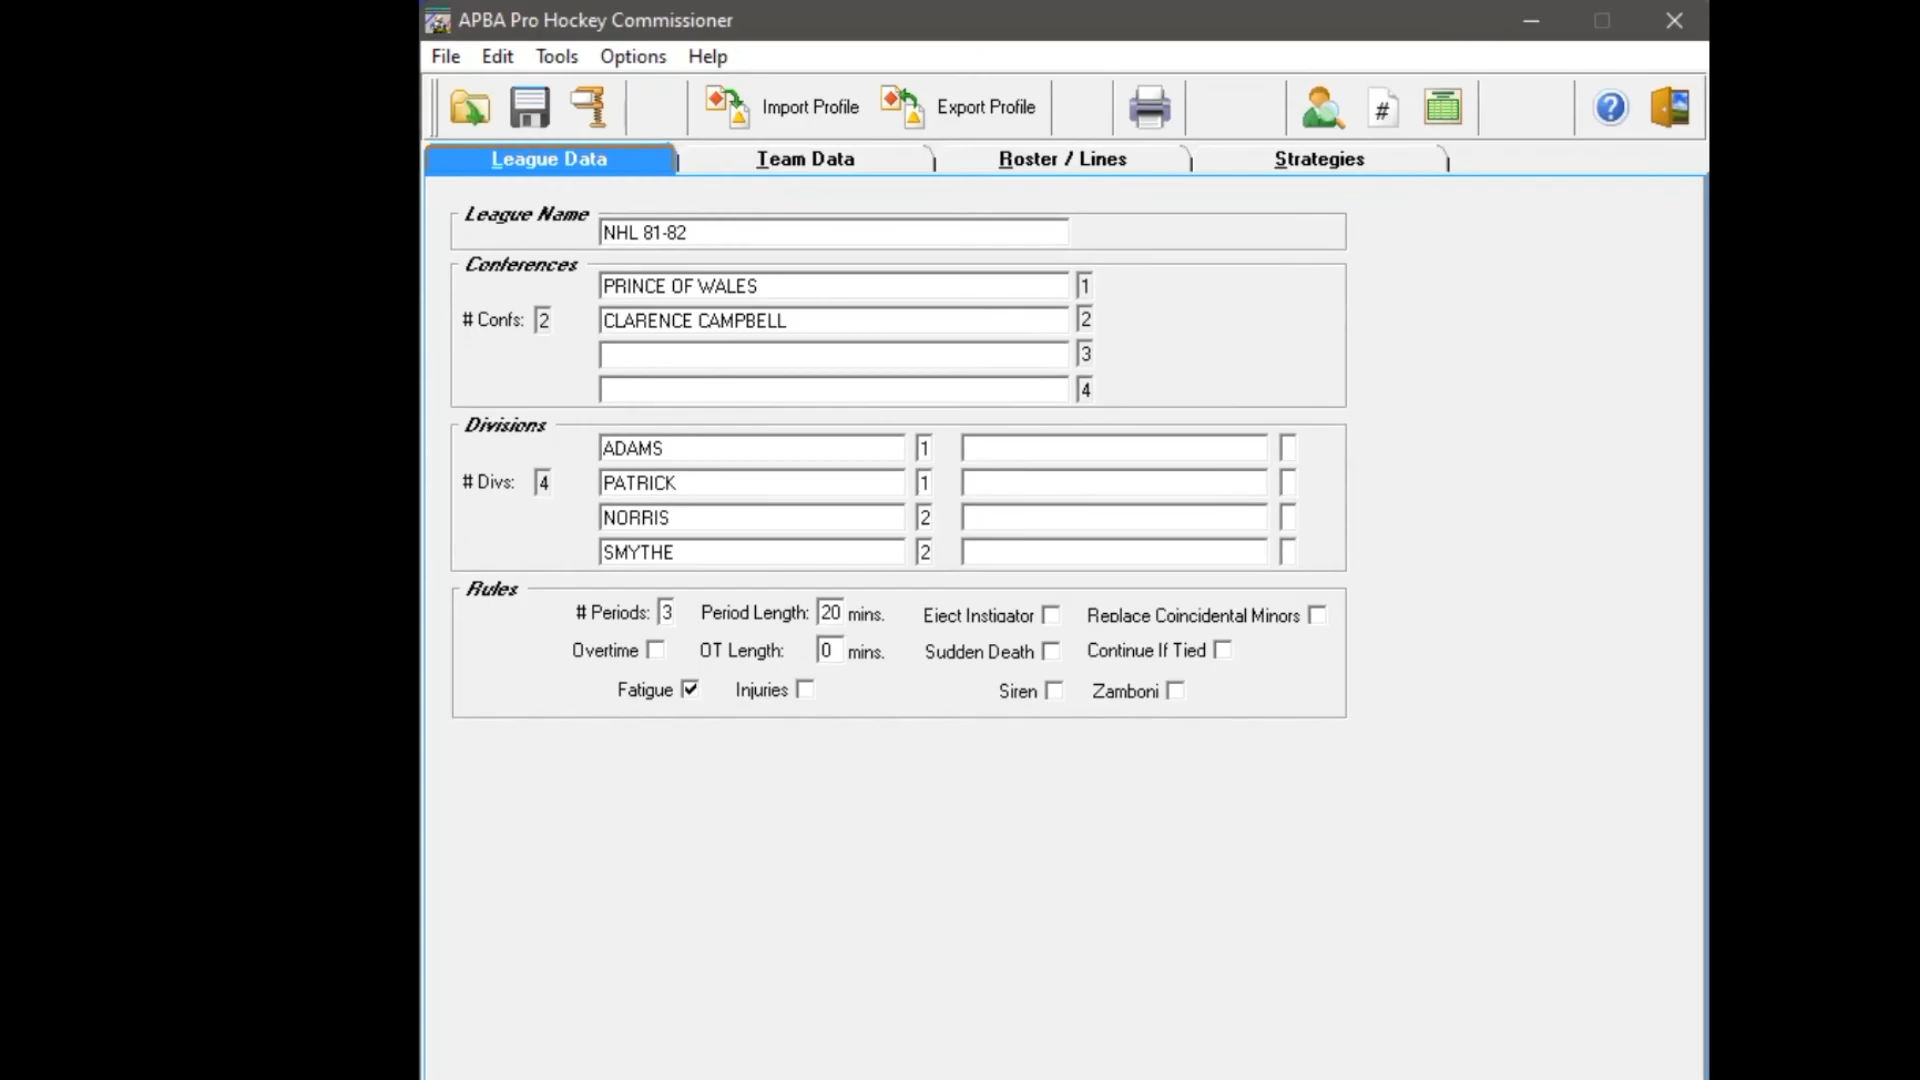 APBA Pro Hockey Commissioner
File Edit Tools Options Help
Import Profile Export Profile #
League Data Team Data Roster / Lines Strategies
League Name
NHL 81-82
Conferences
PRINCE OF WALES 1
# Confs: 2 CLARENCE CAMPBELL 2
3
4
Divisions
ADAMS 1
# Divs: 4 PATRICK 1
NORRIS 2
SMYTHE 2
Rules
# Periods: 3 Period Length: 20 mins. Eject Instigator Replace Coincidental Minors
Overtime OT Length: 0 mins. Sudden Death Continue If Tied
Fatigue Injuries Siren Zamboni